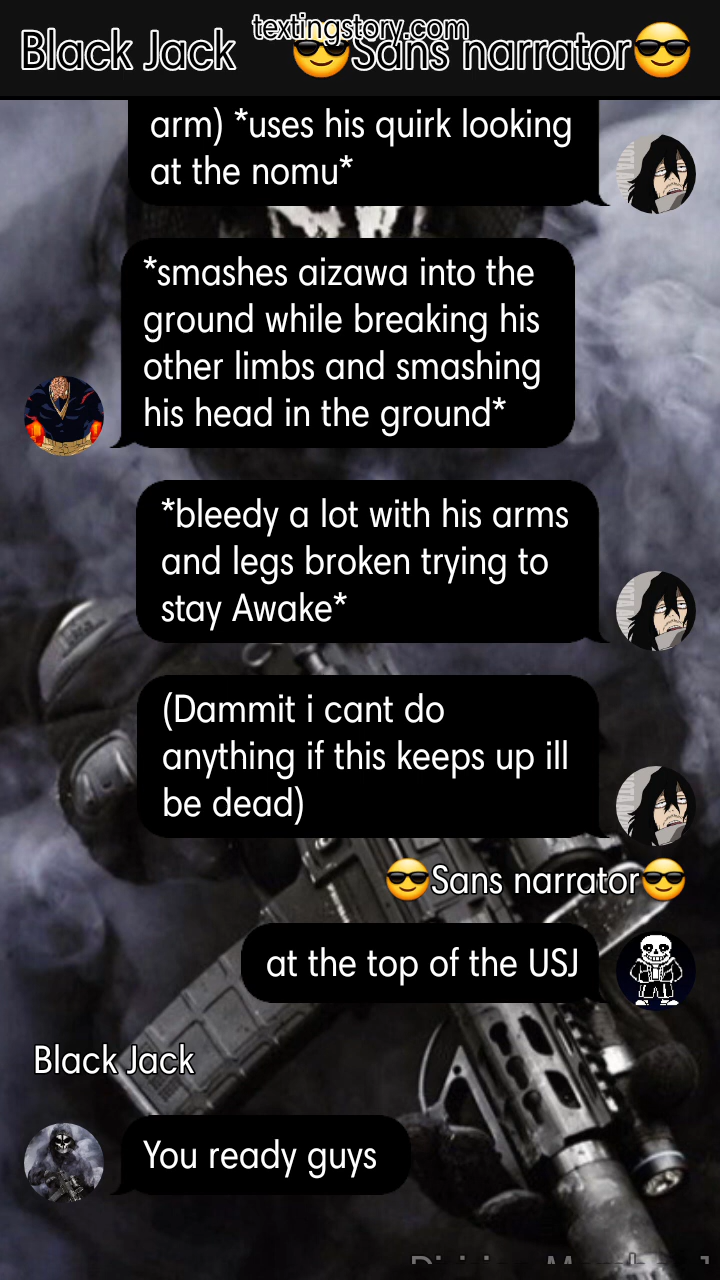 textingstory.com
Black Jack
😎Sans narrator😎
arm) *uses his quirk looking
at the nomu*
*smashes aizawa into the
ground while breaking his
other limbs and smashing
his head in the ground*
*bleedy a lot with his arms
and legs broken trying to
stay Awake*
(Dammit i cant do
anything if this keeps up ill
be dead)
😎Sans narrator😎
at the top of the USJ
Black Jack
You ready guys